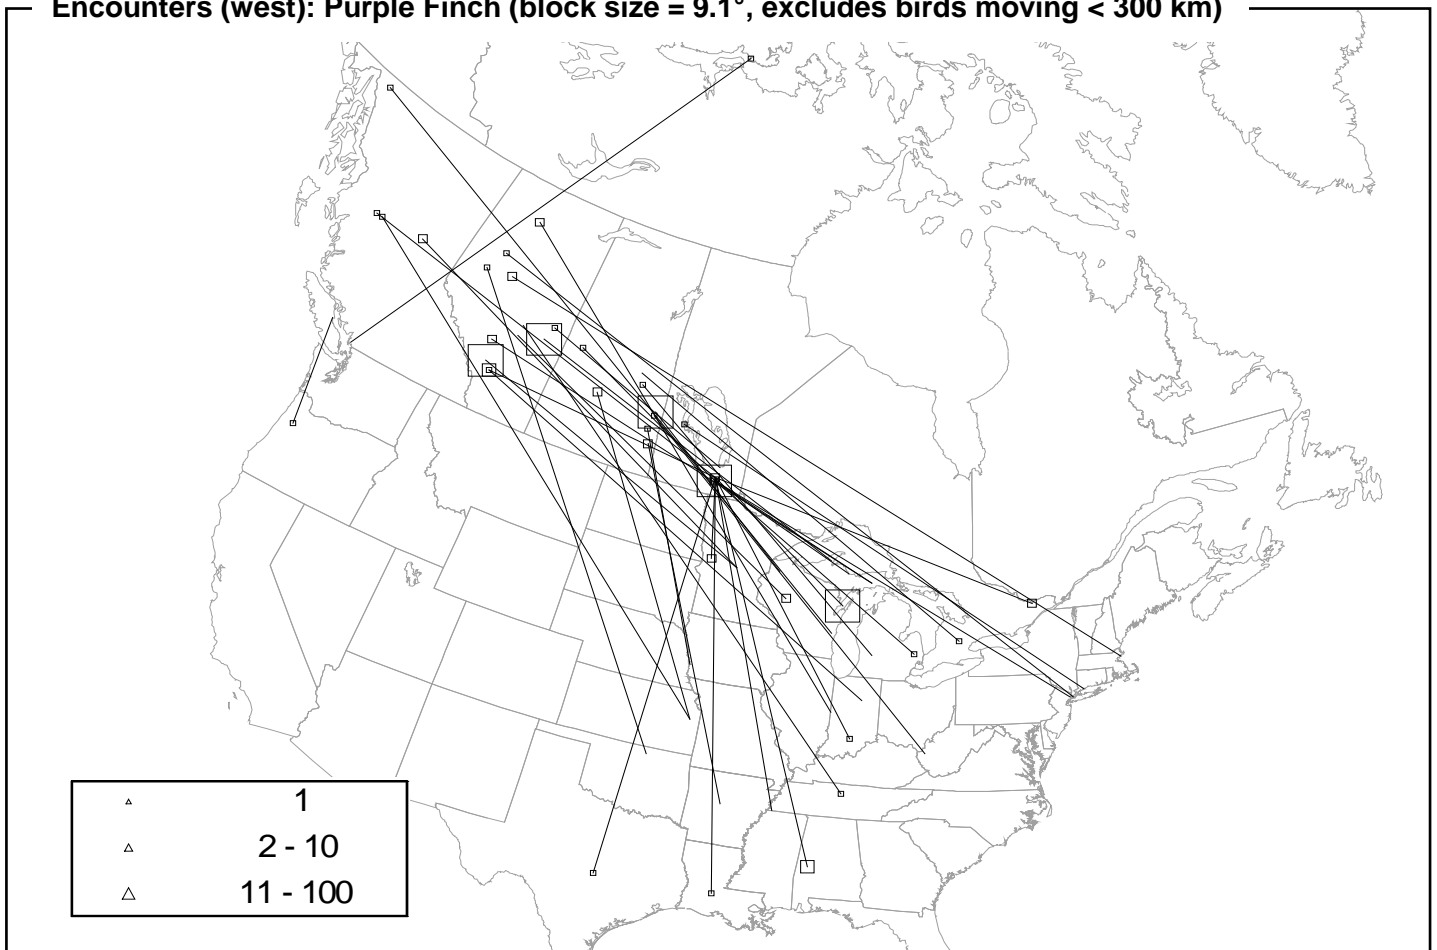 Encounters (west): Purple Finch (block size = 9.1°, excludes birds moving < 300 km)
1
2 - 10
11 - 100